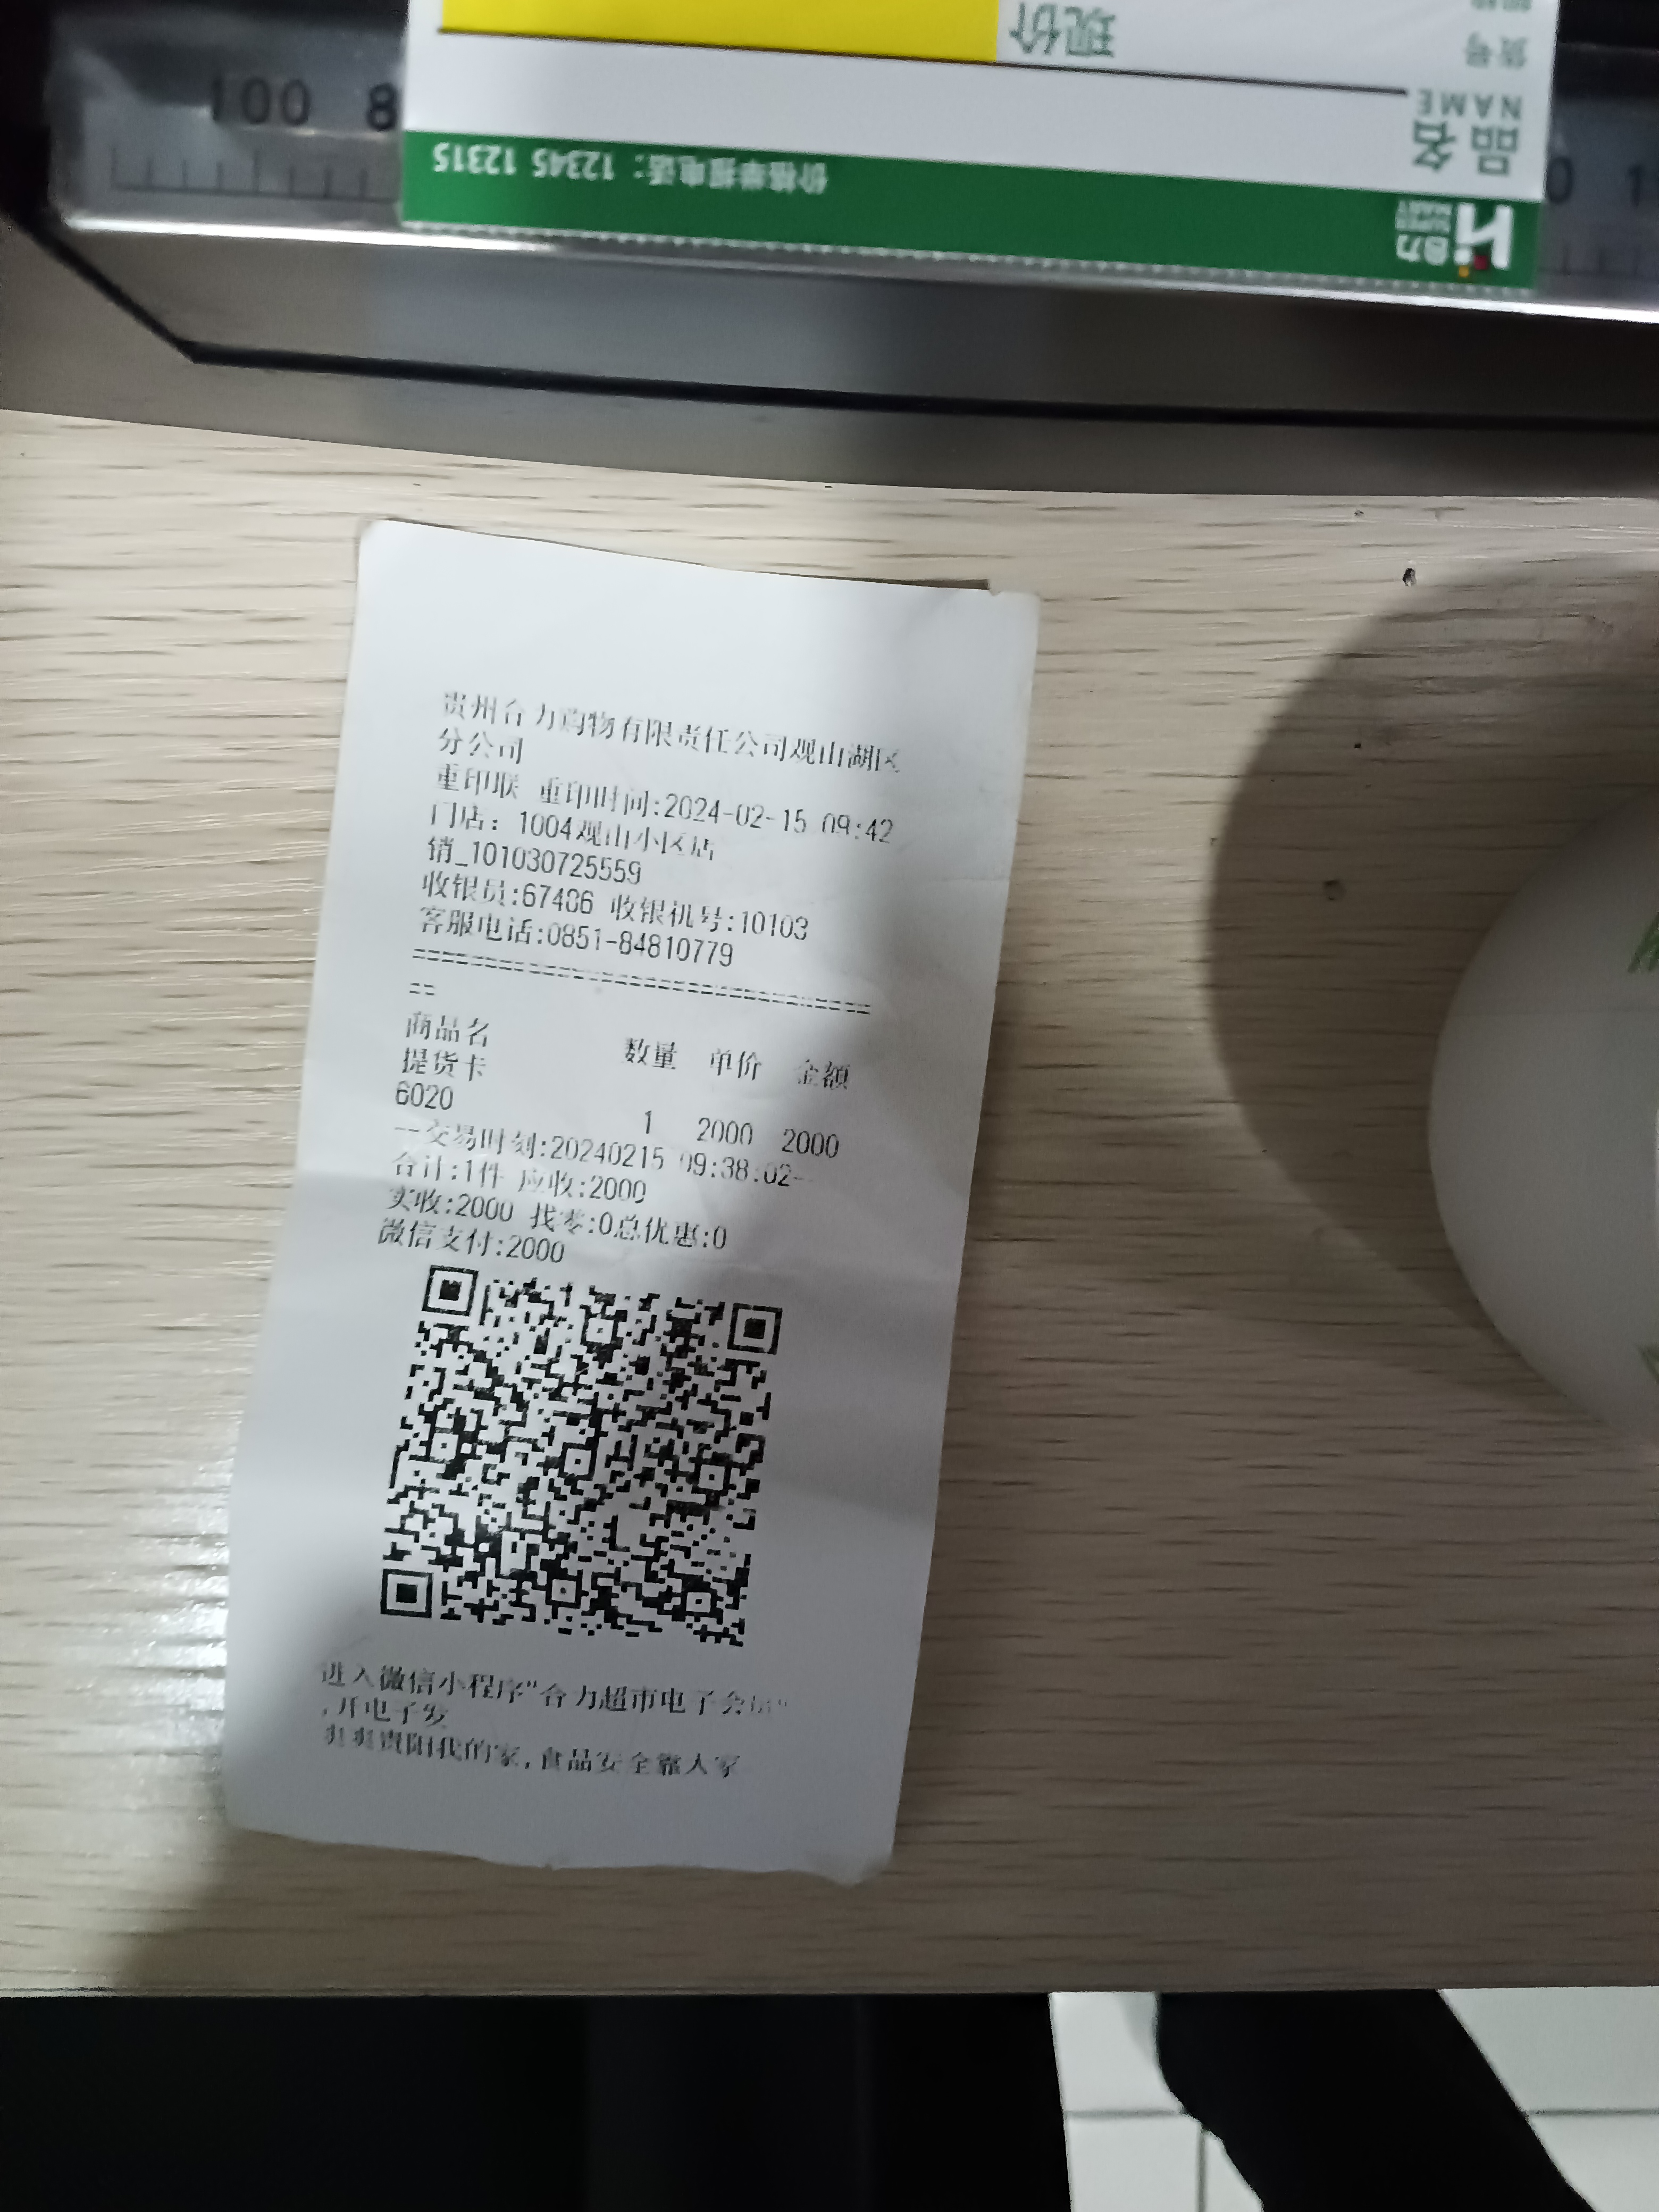 100 8
现价
货号
NAME
品名
价格举报电话：12345 12315
合力
贵州合力购物有限责任公司观山湖区
分公司
重印联 重印时间:2024-02-15 09:42
门店：1004观山小区店
销_101030725559
收银员:67486 收银机号:10103
客服电话:0851-84810779
================================
==
商品名 数量 单价 金额
提货卡
6020 1 2000 2000
--交易时刻:20240215 09:38:02-
合计:1件 应收:2000
实收:2000 找零:0总优惠:0
微信支付:2000
进入微信小程序"合力超市电子会员"
,开电子发
爽爽贵阳我的家,食品安全靠大家